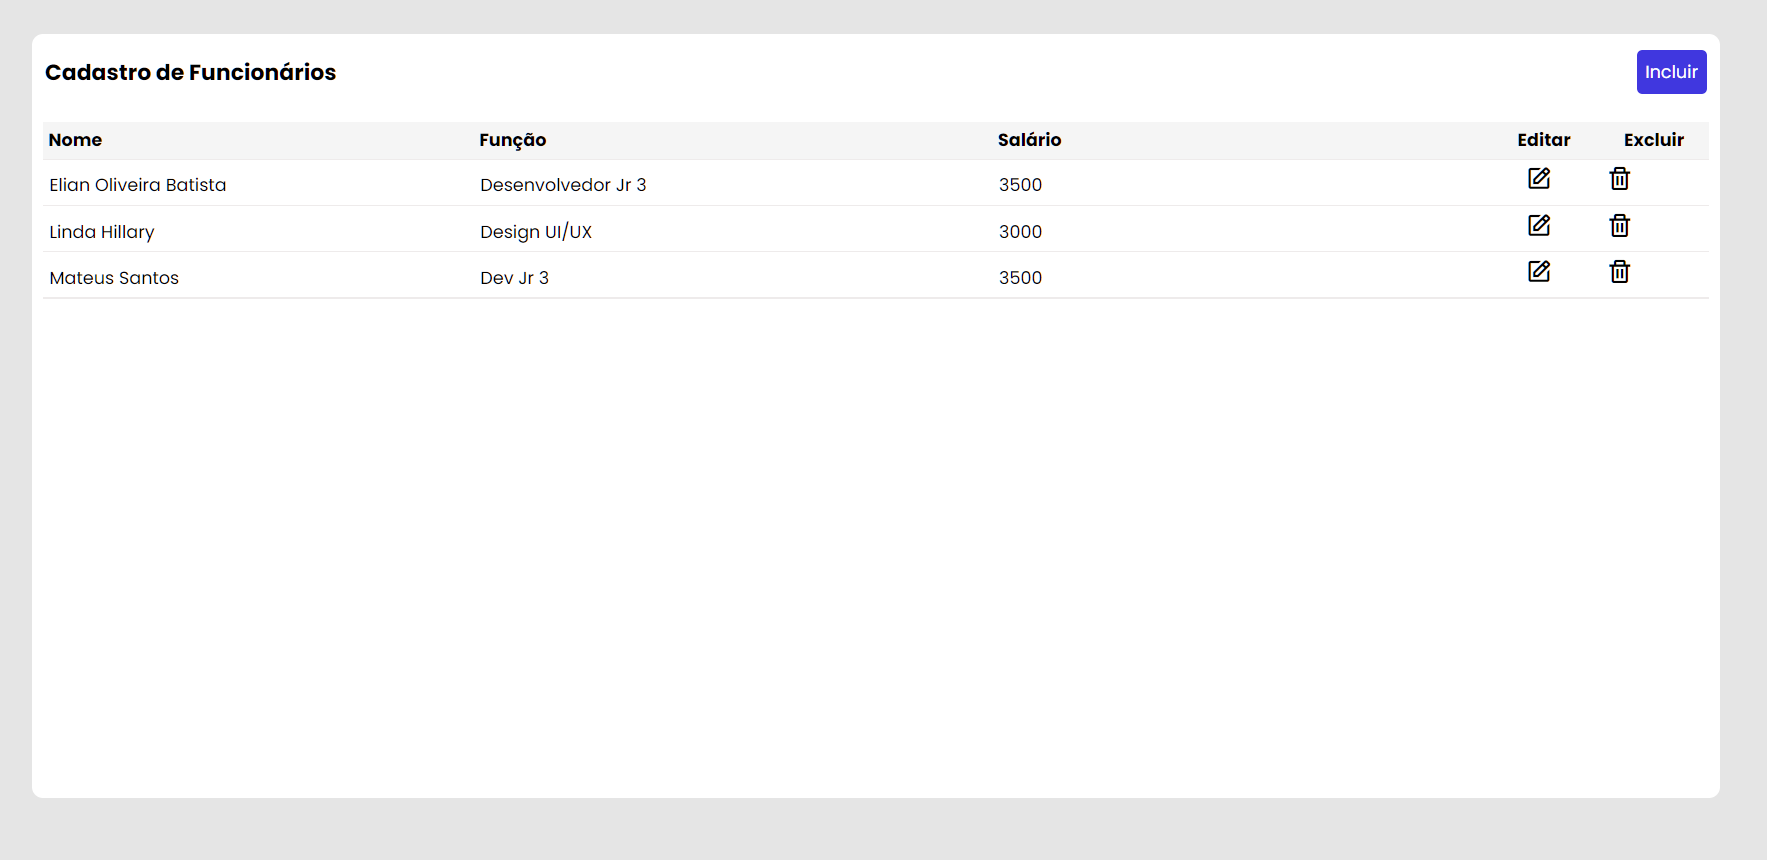 Cadastro de Funcionários Incluir
Nome Função Salário Editar Excluir
Elian Oliveira Batista Desenvolvedor Jr 3 3500
Linda Hillary Design UI/UX 3000
Mateus Santos Dev Jr 3 3500